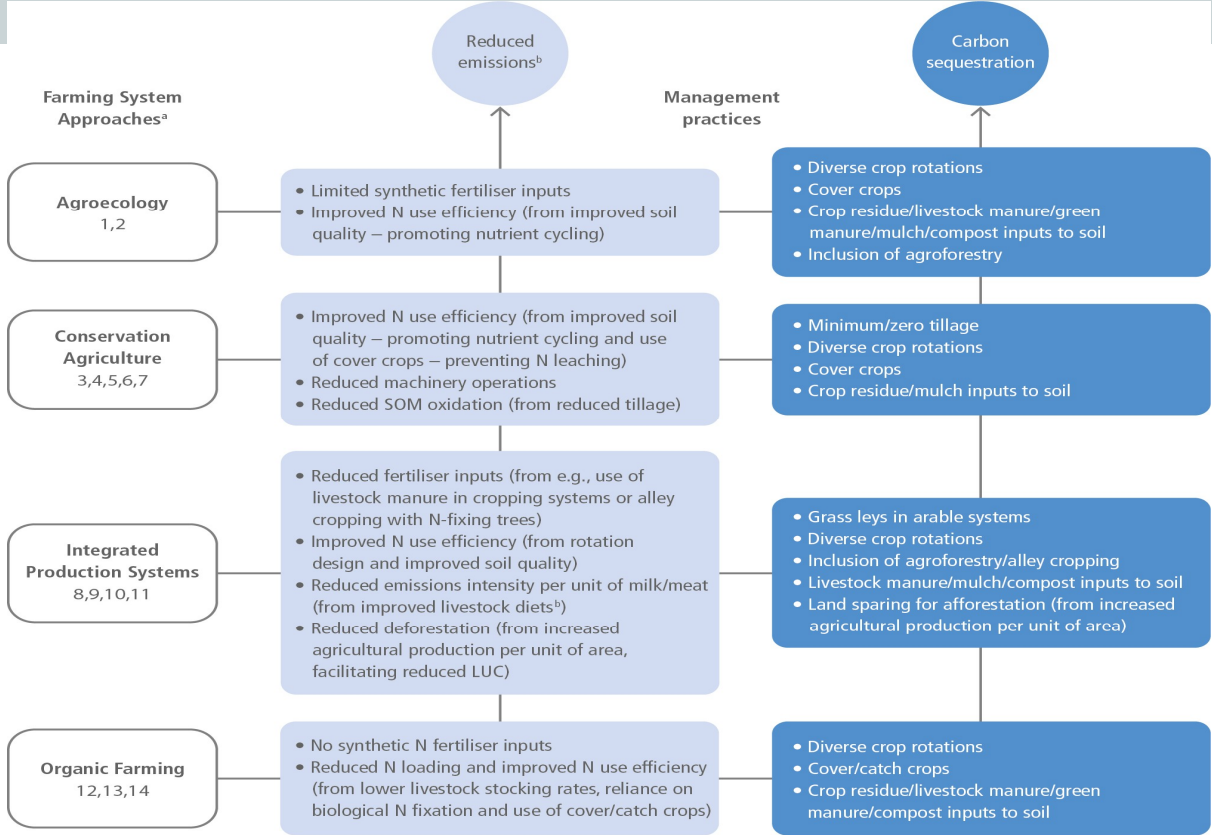 Reduced
emissionsᵇ
Carbon
sequestration
Farming System
Approachesᵃ
Management
practices
Agroecology
1,2
• Limited synthetic fertiliser inputs
• Improved N use efficiency (from improved soil
quality – promoting nutrient cycling)
• Diverse crop rotations
• Cover crops
• Crop residue/livestock manure/green
manure/mulch/compost inputs to soil
• Inclusion of agroforestry
Conservation
Agriculture
3,4,5,6,7
• Improved N use efficiency (from improved soil
quality – promoting nutrient cycling and use
of cover crops – preventing N leaching)
• Reduced machinery operations
• Reduced SOM oxidation (from reduced tillage)
• Minimum/zero tillage
• Diverse crop rotations
• Cover crops
• Crop residue/mulch inputs to soil
Integrated
Production Systems
8,9,10,11
• Reduced fertiliser inputs (from e.g., use of
livestock manure in cropping systems or alley
cropping with N-fixing trees)
• Improved N use efficiency (from rotation
design and improved soil quality)
• Reduced emissions intensity per unit of milk/meat
(from improved livestock dietsᵇ)
• Reduced deforestation (from increased
agricultural production per unit of area,
facilitating reduced LUC)
• Grass leys in arable systems
• Diverse crop rotations
• Inclusion of agroforestry/alley cropping
• Livestock manure/mulch/compost inputs to soil
• Land sparing for afforestation (from increased
agricultural production per unit of area)
Organic Farming
12,13,14
• No synthetic N fertiliser inputs
• Reduced N loading and improved N use efficiency
(from lower livestock stocking rates, reliance on
biological N fixation and use of cover/catch crops)
• Diverse crop rotations
• Cover/catch crops
• Crop residue/livestock manure/green
manure/compost inputs to soil